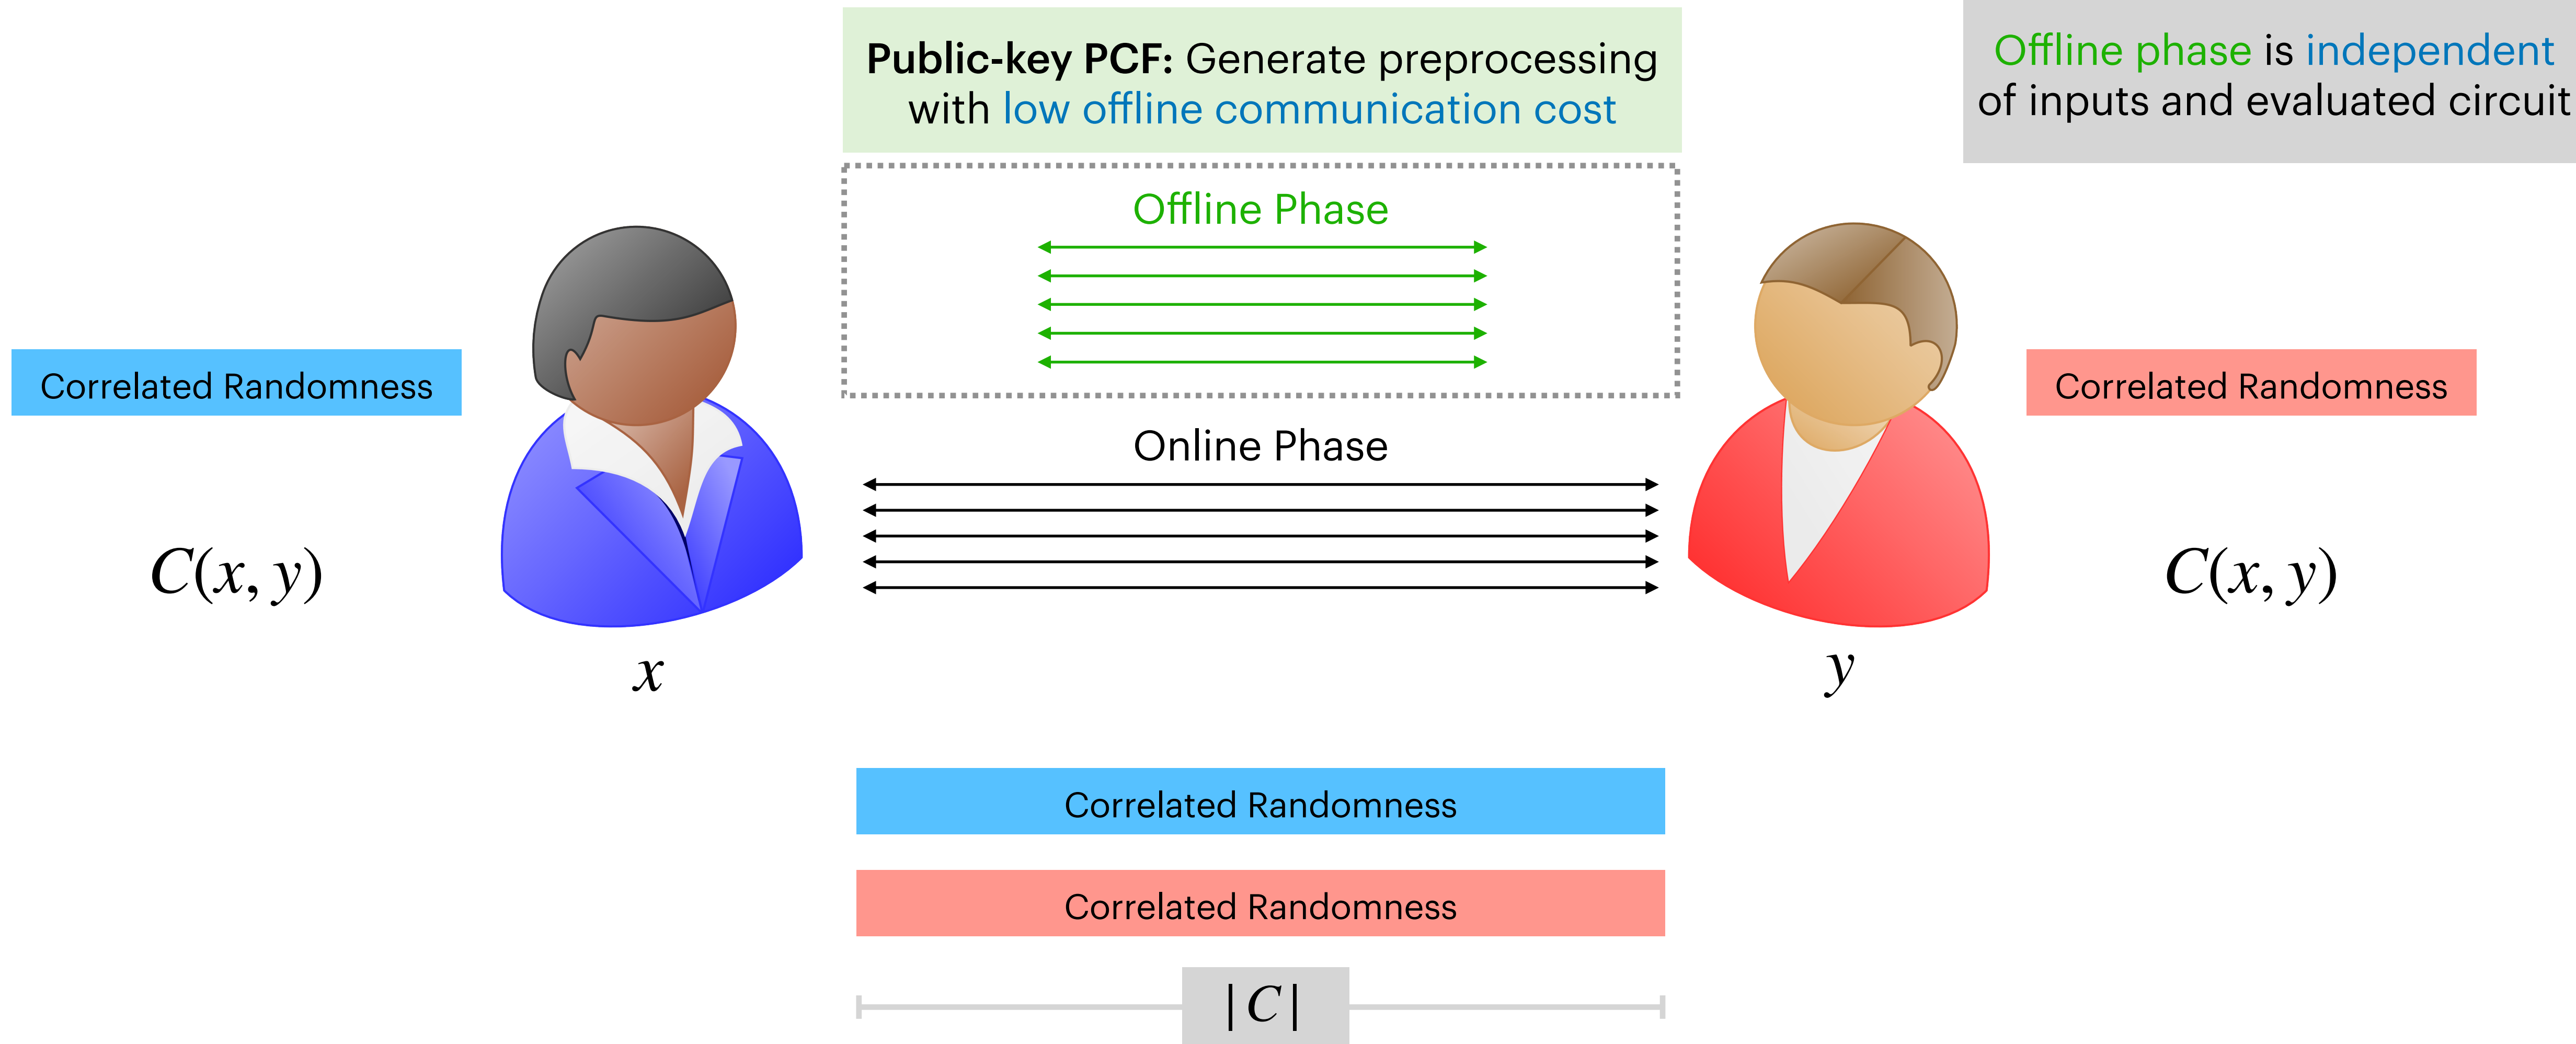 Public-key PCF: Generate preprocessing
with low offline communication cost
Offline phase is independent
of inputs and evaluated circuit
Offline Phase
Correlated Randomness
Correlated Randomness
Online Phase
C(x, y)
C(x, y)
x
y
Correlated Randomness
Correlated Randomness
|C|